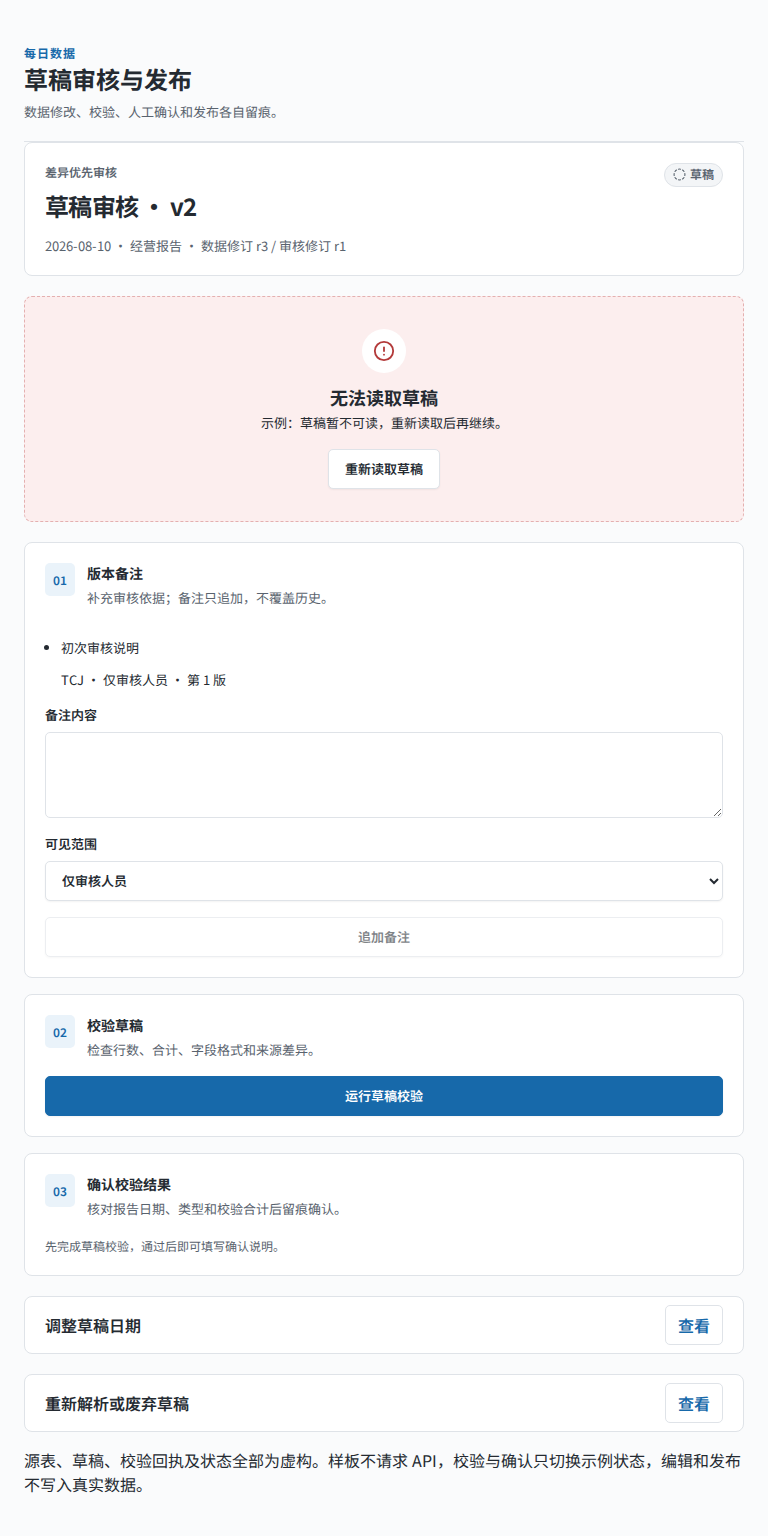 每日数据
草稿审核与发布
数据修改、校验、人工确认和发布各自留痕。
差异优先审核
草稿
草稿审核 • v2
2026-08-10 • 经营报告 • 数据修订 r3 / 审核修订 r1
无法读取草稿
示例：草稿暂不可读，重新读取后再继续。
重新读取草稿
01
版本备注
补充审核依据；备注只追加，不覆盖历史。
• 初次审核说明
TCJ • 仅审核人员 • 第 1 版
备注内容
可见范围
仅审核人员
追加备注
02
校验草稿
检查行数、合计、字段格式和来源差异。
运行草稿校验
03
确认校验结果
核对报告日期、类型和校验合计后留痕确认。
先完成草稿校验，通过后即可填写确认说明。
调整草稿日期
查看
重新解析或废弃草稿
查看
源表、草稿、校验回执及状态全部为虚构。样板不请求 API，校验与确认只切换示例状态，编辑和发布
不写入真实数据。